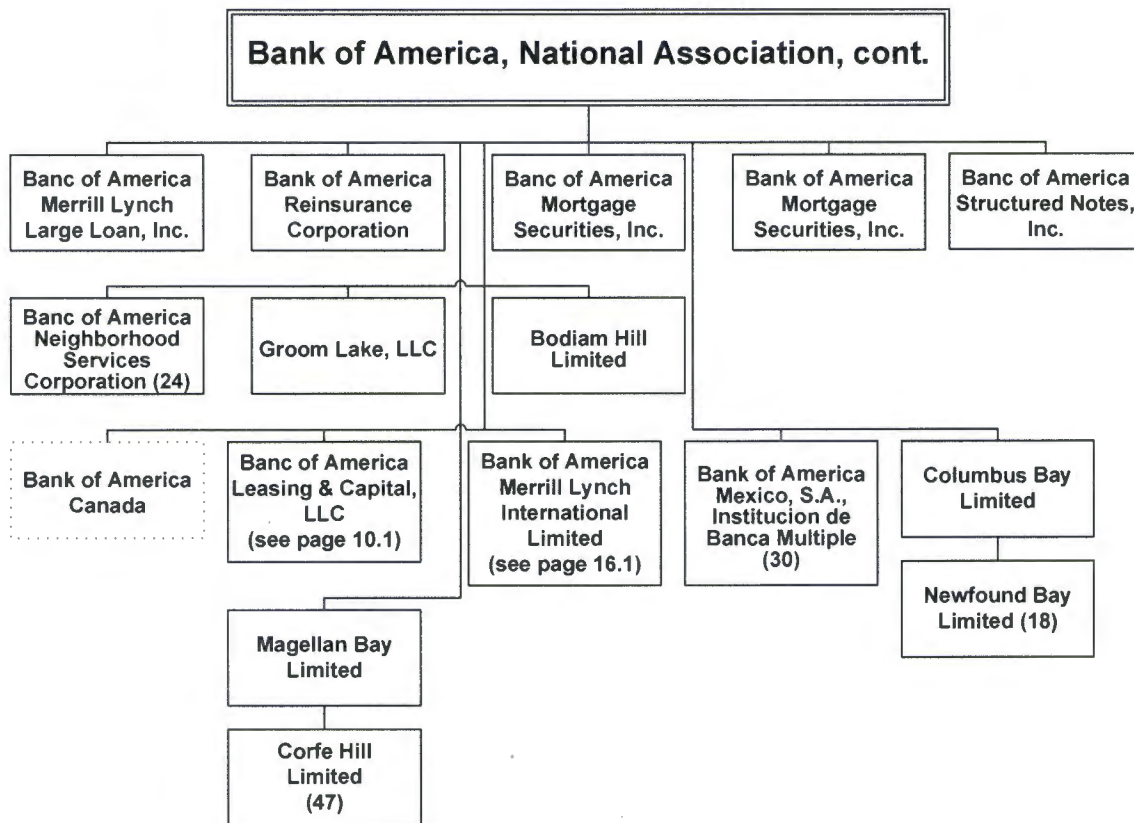 Bank of America, National Association, cont.
Banc of America
Merrill Lynch
Large Loan, Inc.
Bank of America
Reinsurance
Corporation
Banc of America
Mortgage
Securities, Inc.
Bank of America
Mortgage
Securities, Inc.
Banc of America
Structured Notes,
Inc.
Banc of America
Neighborhood
Services
Corporation (24)
Groom Lake, LLC
Bodiam Hill
Limited
Bank of America
Canada
Banc of America
Leasing & Capital,
LLC
(see page 10.1)
Bank of America
Merrill Lynch
International
Limited
(see page 16.1)
Bank of America
Mexico, S.A.,
Institucion de
Banca Multiple
(30)
Columbus Bay
Limited
Newfound Bay
Limited (18)
Magellan Bay
Limited
Corfe Hill
Limited
(47)